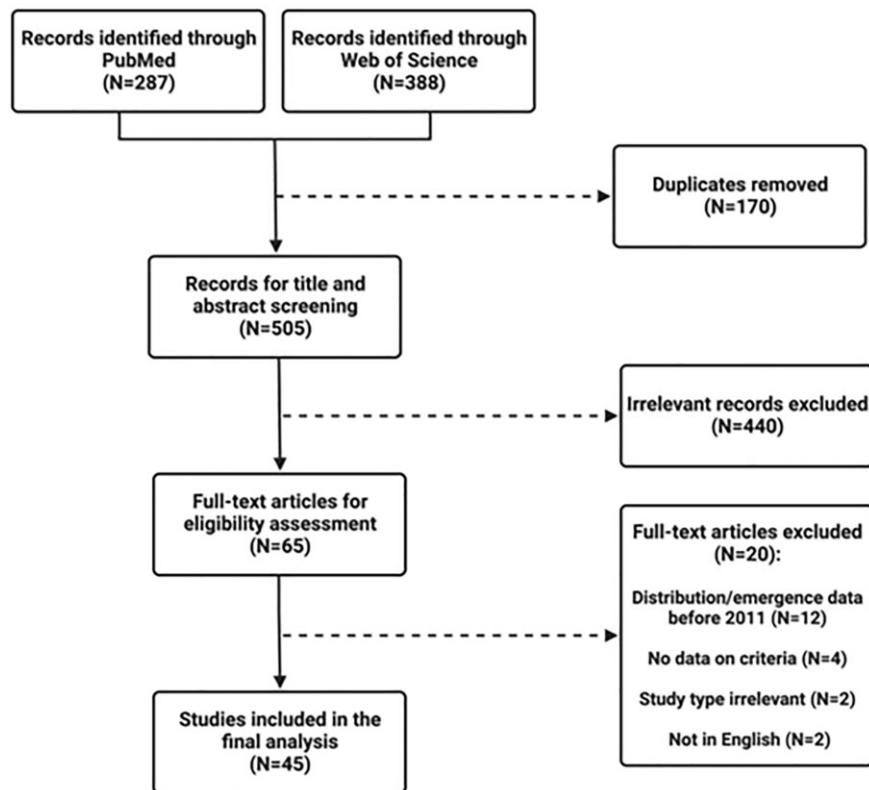 Records identified through
PubMed
(N=287)
Records identified through
Web of Science
(N=388)
Duplicates removed
(N=170)
Records for title and
abstract screening
(N=505)
Irrelevant records excluded
(N=440)
Full-text articles for
eligibility assessment
(N=65)
Full-text articles excluded
(N=20):
Distribution/emergence data
before 2011 (N=12)
No data on criteria (N=4)
Study type irrelevant (N=2)
Not in English (N=2)
Studies included in the
final analysis
(N=45)